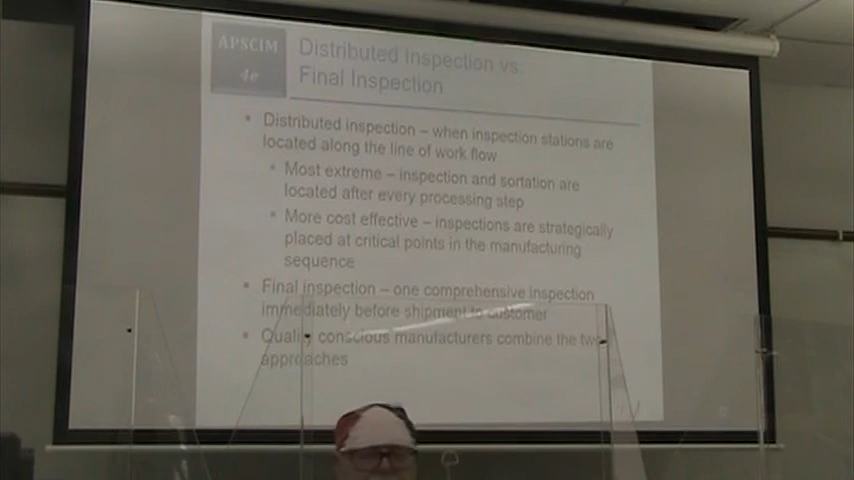 APSCIM
4e
Distributed Inspection vs.
Final Inspection
• Distributed inspection – when inspection stations are
located along the line of work flow
• Most extreme – inspection and sortation are
located after every processing step
• More cost effective – inspections are strategically
placed at critical points in the manufacturing
sequence
• Final inspection – one comprehensive inspection
immediately before shipment to customer
• Quality conscious manufacturers combine the two
approaches